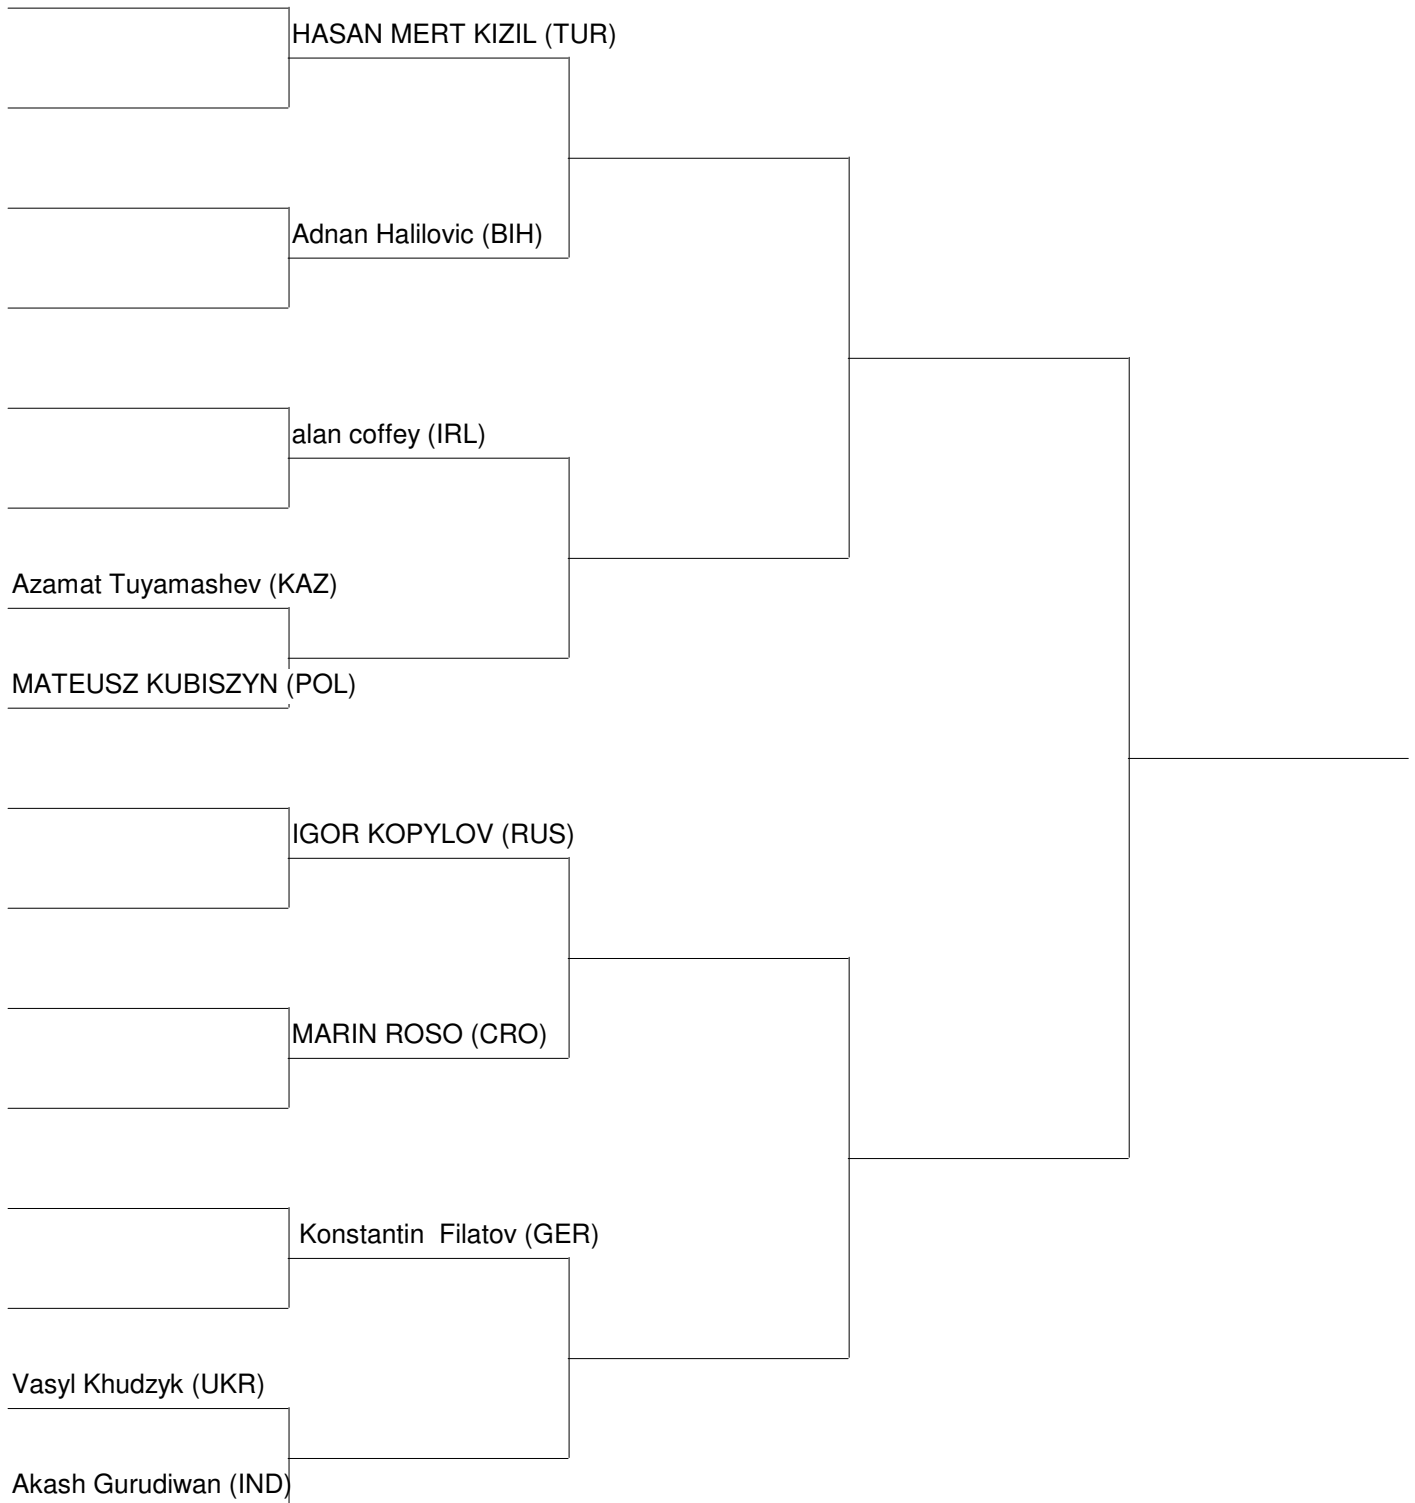 HASAN MERT KIZIL (TUR)
Adnan Halilovic (BIH)
alan coffey (IRL)
Azamat Tuyamashev (KAZ)
MATEUSZ KUBISZYN (POL)
IGOR KOPYLOV (RUS)
MARIN ROSO (CRO)
Konstantin  Filatov (GER)
Vasyl Khudzyk (UKR)
Akash Gurudiwan (IND)